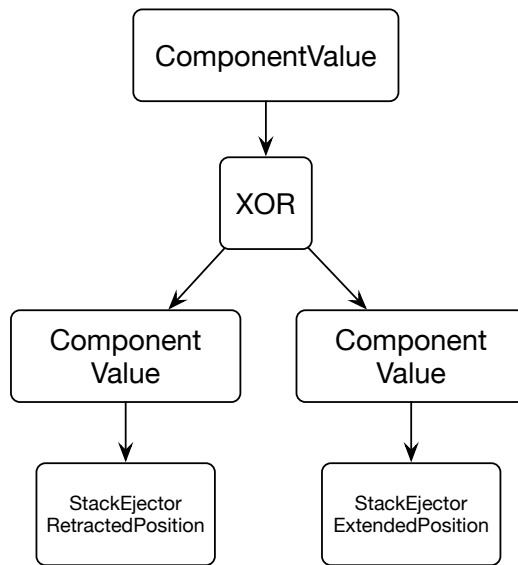 ComponentValue
XOR
Component
Value
Component
Value
StackEjector
RetractedPosition
StackEjector
ExtendedPosition